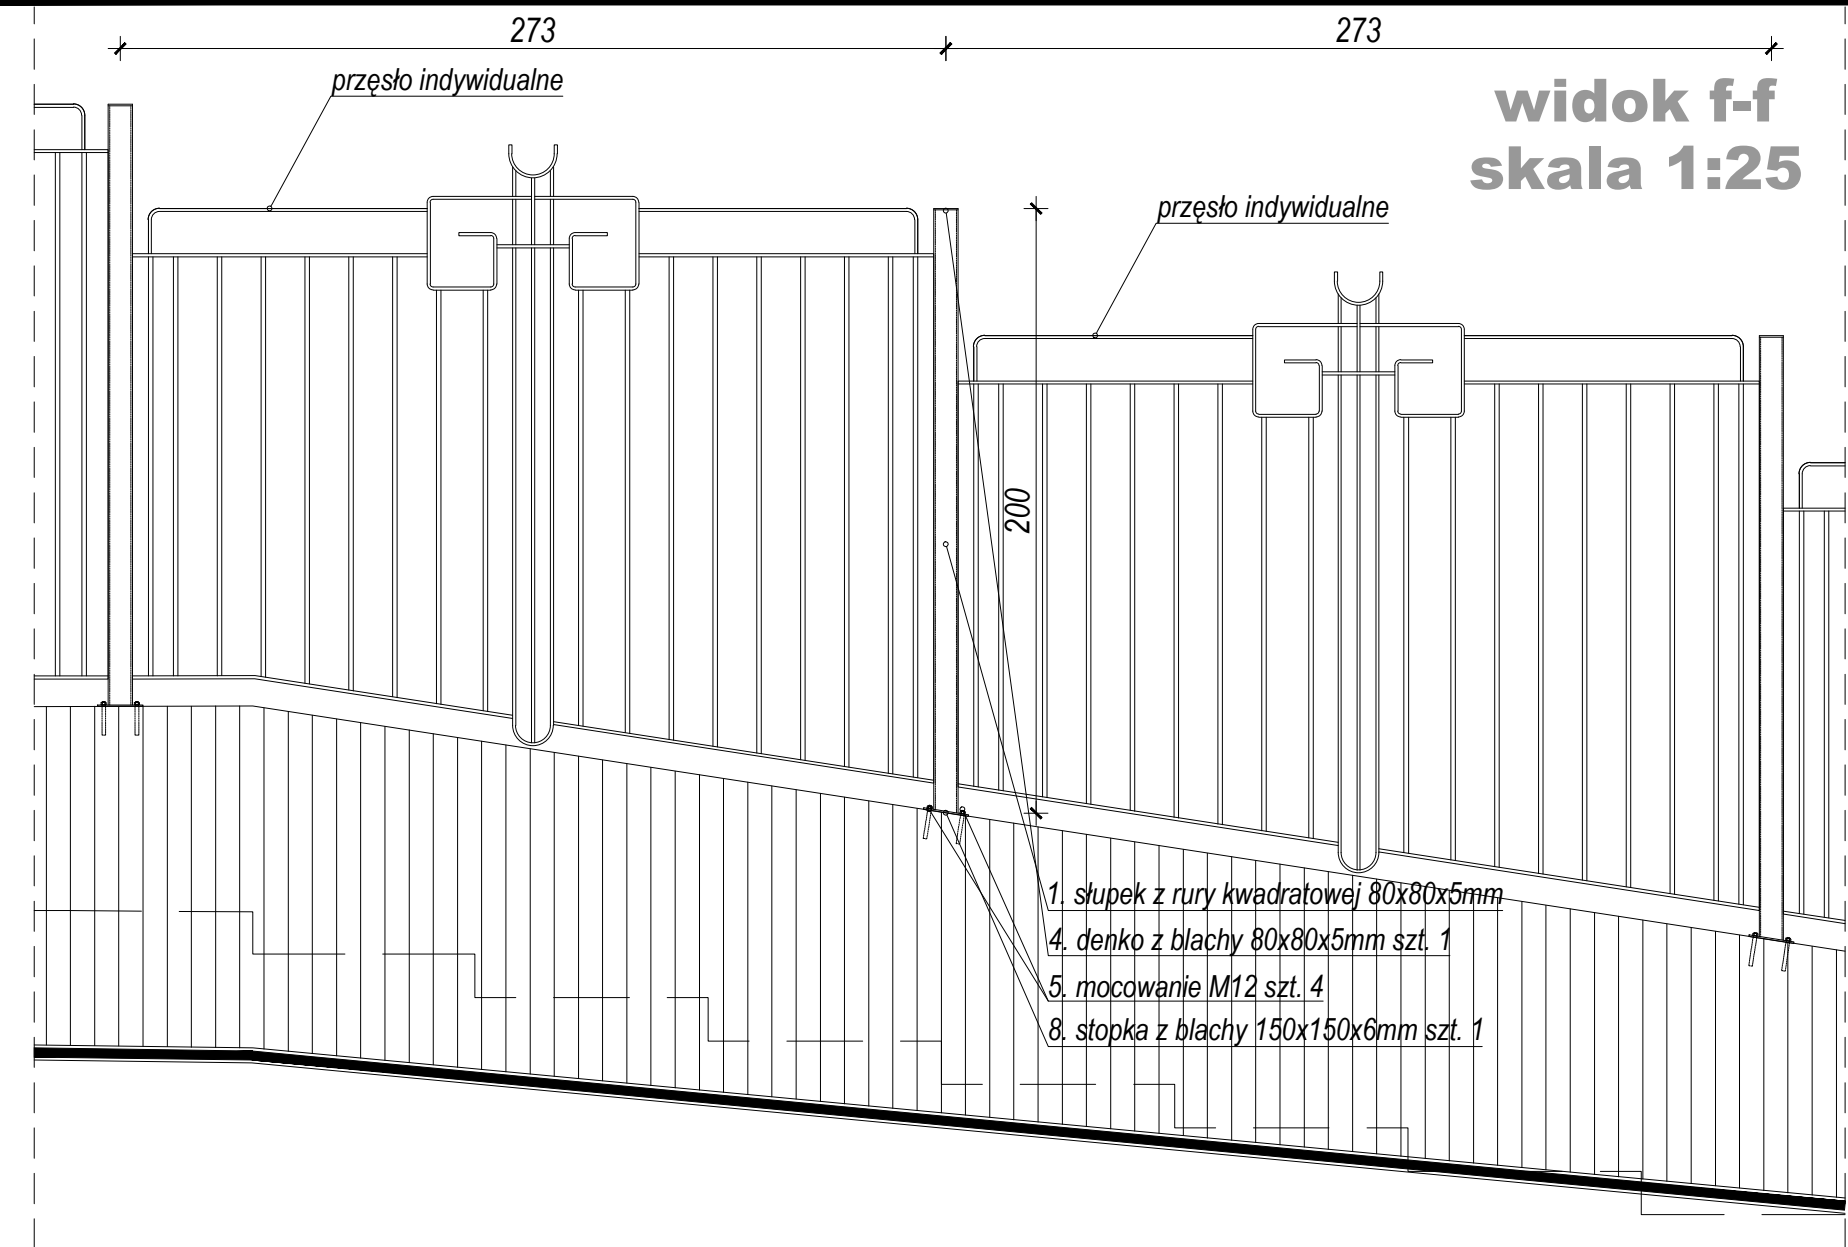 273
273
przęsło indywidualne
widok f-f
skala 1:25
przęsło indywidualne
200
1. słupek z rury kwadratowej 80x80x5mm
4. denko z blachy 80x80x5mm szt. 1
5. mocowanie M12 szt. 4
8. stopka z blachy 150x150x6mm szt. 1